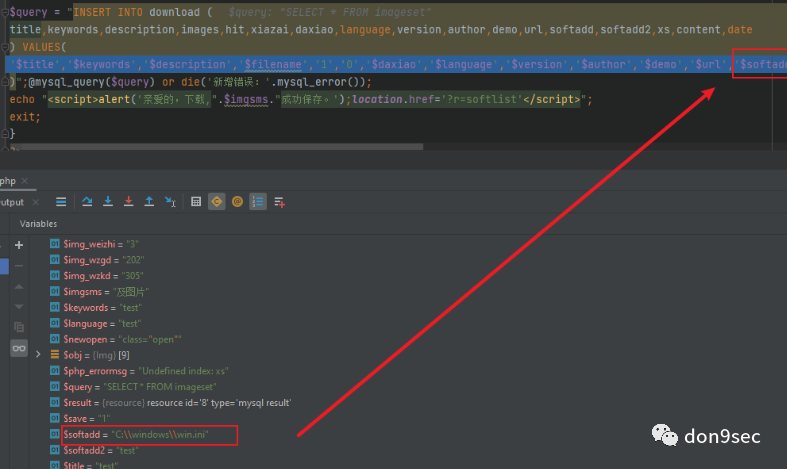 $query = "INSERT INTO download ( $query: "SELECT * FROM imageset"
title,keywords,description,images,hit,xiazai,daxiao,language,version,author,demo,url,softadd,softadd2,xs,content,date
) VALUES(
'$title','$keywords','$description','$filename','1','0','$daxiao','$language','$version','$author','$demo','$url','$softadd
)";@mysql_query($query) or die('新增错误：'.mysql_error());
echo "<script>alert('亲爱的，下载,".$imgsms."成功保存。');location.href='?r=softlist'</script>";
exit;
}
php ×
Output ×
Variables
$img_weizhi = "3"
$img_wzgd = "202"
$img_wzkd = "305"
$imgsms = "及图片"
$keywords = "test"
$language = "test"
$newopen = "class="open""
$obj = {Img} [9]
$php_errormsg = "Undefined index: xs"
$query = "SELECT * FROM imageset"
$result = {resource} resource id='8' type='mysql result'
$save = "1"
$softadd = "C:\\windows\\win.ini"
$softadd2 = "test"
$title = "test"
don9sec